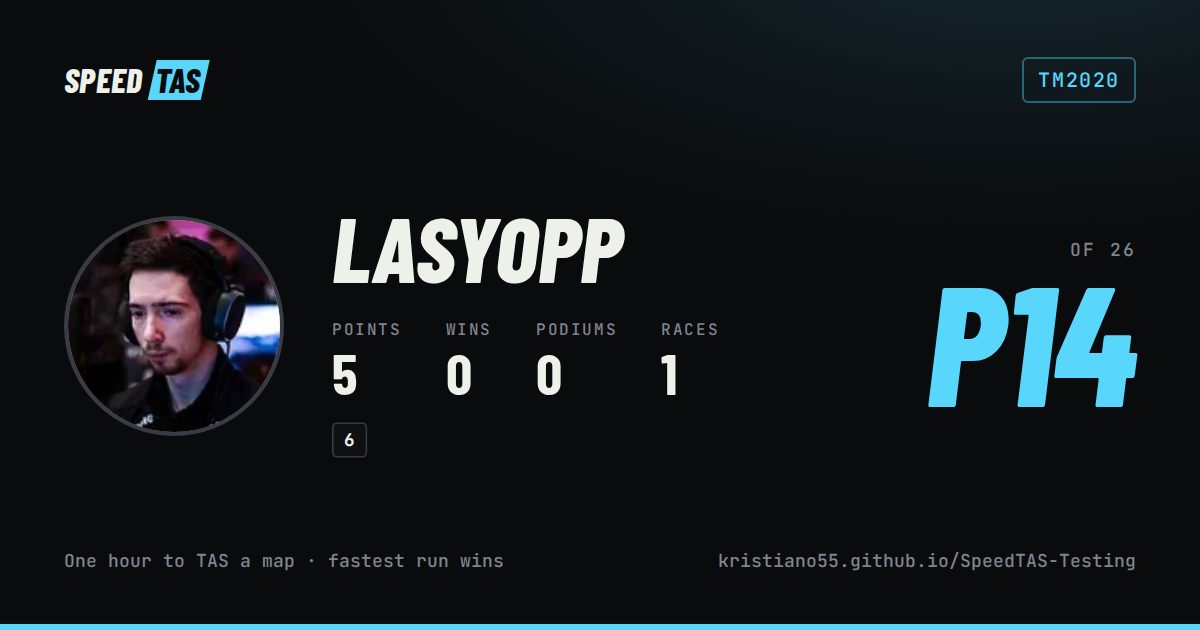 SPEED TAS
TM2020
LASYOPP
OF 26
P14
POINTS WINS PODIUMS RACES
5 0 0 1
6
One hour to TAS a map · fastest run wins
kristiano55.github.io/SpeedTAS-Testing